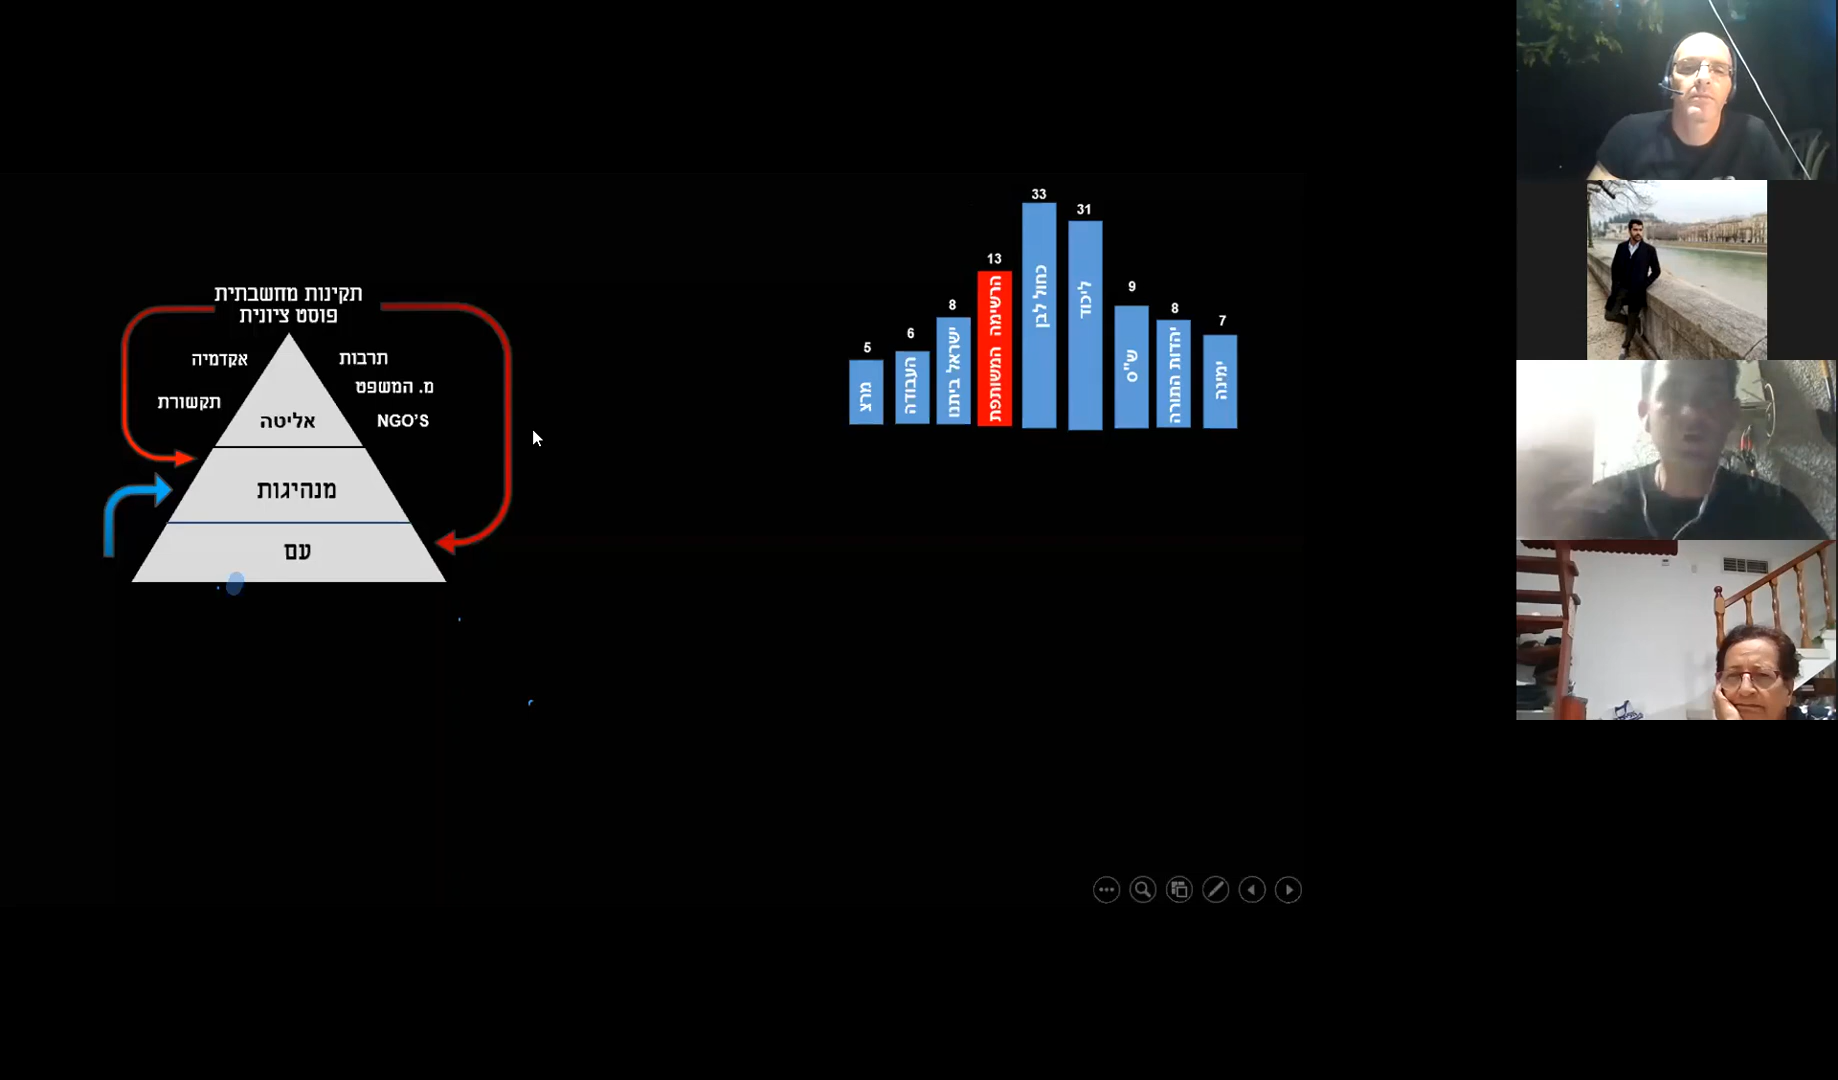 תקינות מחשבתית
פוסט ציונית
אקדמיה
תרבות
מ. המשפט
תקשורת
NGO'S
אליטה
מנהיגות
עם
33
31
13
9
8
8
7
6
5
מרצ
העבודה
ישראל ביתנו
הרשימה המשותפת
כחול לבן
ליכוד
ש"ס
יהדות התורה
ימינה